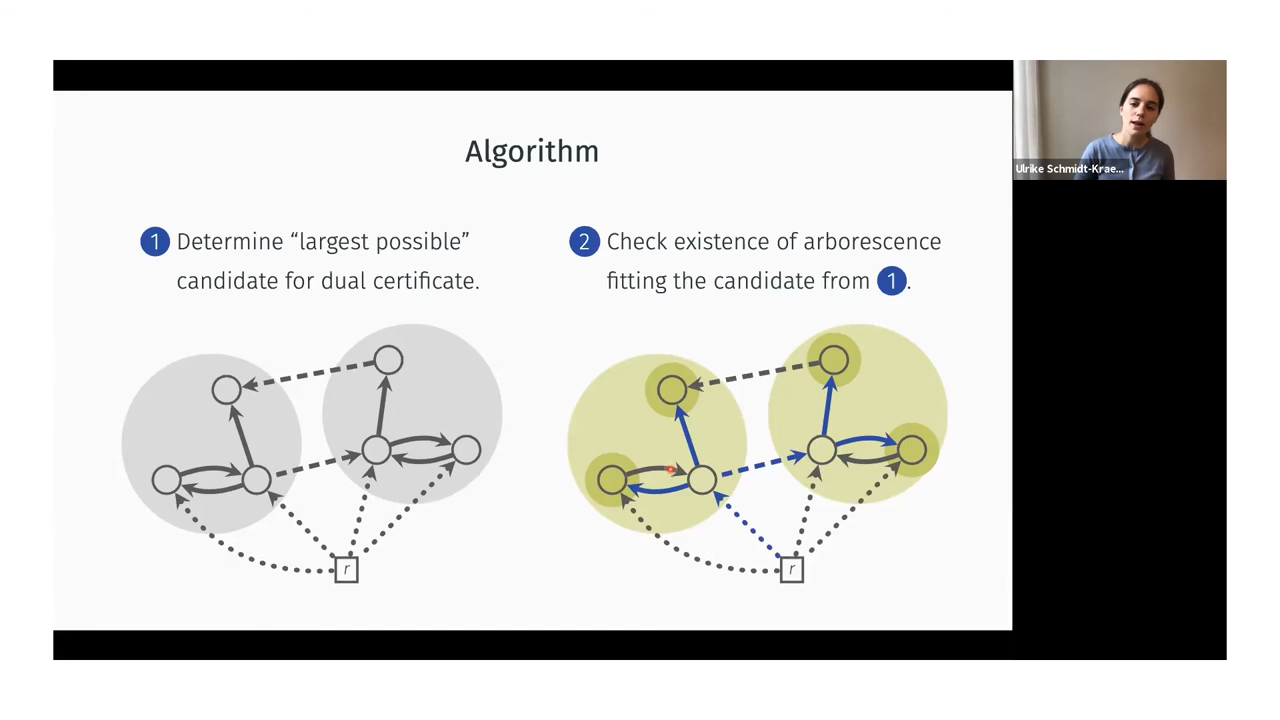 Algorithm
1 Determine “largest possible”
candidate for dual certificate.
2 Check existence of arborescence
fitting the candidate from 1.
r
r
Ulrike Schmidt-Krae...